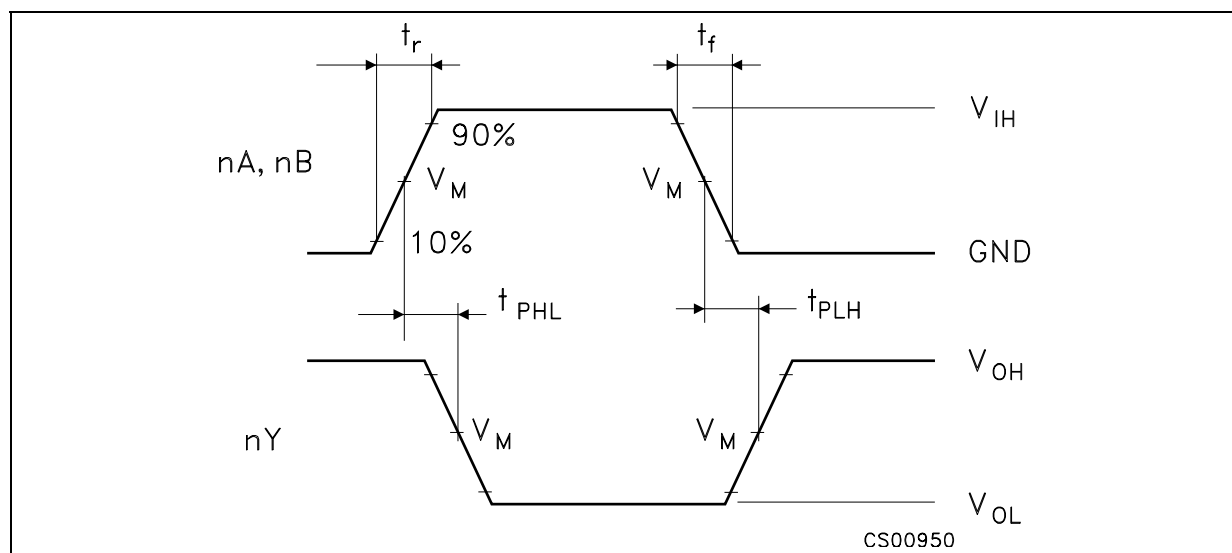 tr
tf
VIH
90%
nA, nB
VM
VM
10%
GND
tPHL
tPLH
VOH
nY
VM
VM
VOL
CS00950